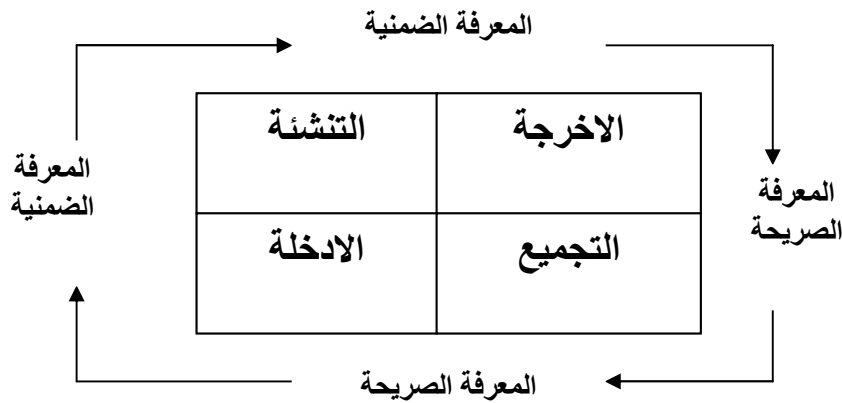 المعرفة الضمنية
الاخرجة
التنشئة
المعرفة
الصريحة
المعرفة
الضمنية
التجميع
الادخلة
المعرفة الصريحة